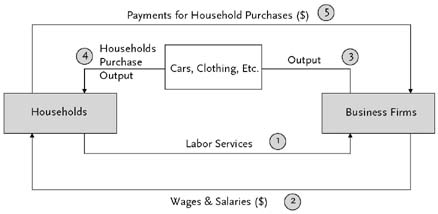 Payments for Household Purchases ($) 5
4 Households
Purchase
Output
Cars, Clothing, Etc.
Output 3
Households
Business Firms
Labor Services 1
Wages & Salaries ($) 2